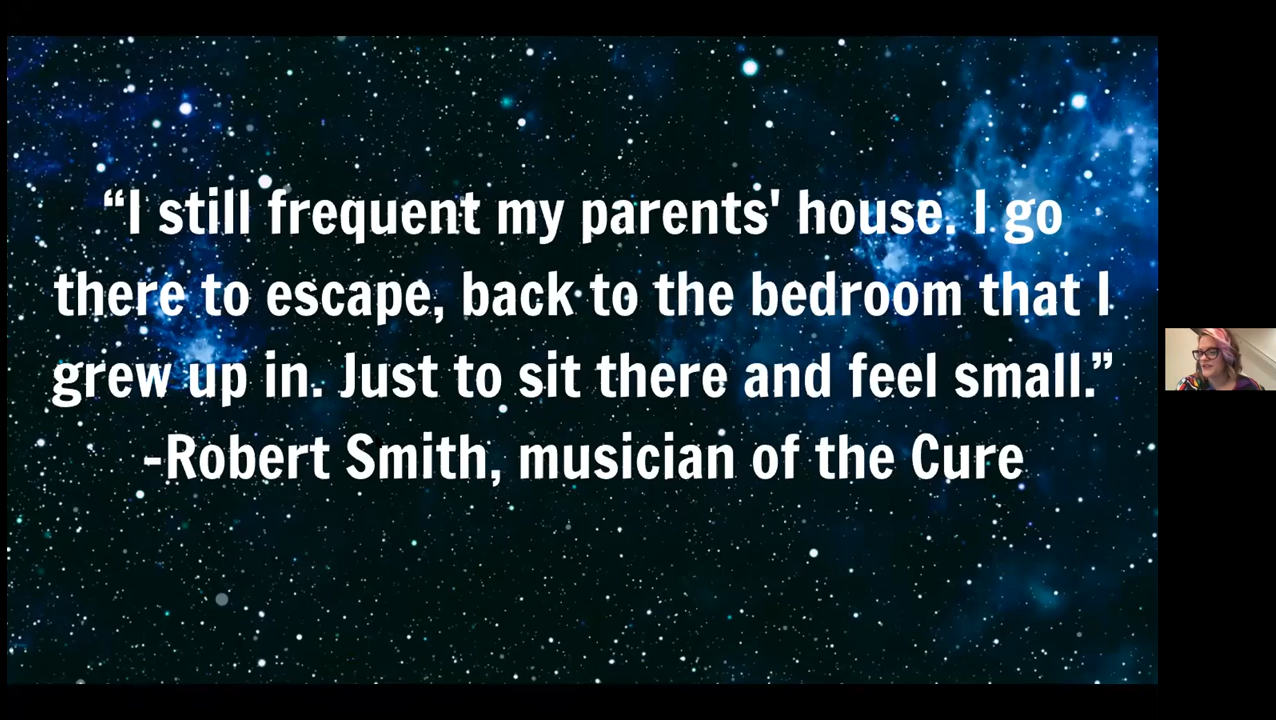 “I still frequent my parents' house. I go
there to escape, back to the bedroom that I
grew up in. Just to sit there and feel small.”
-Robert Smith, musician of the Cure